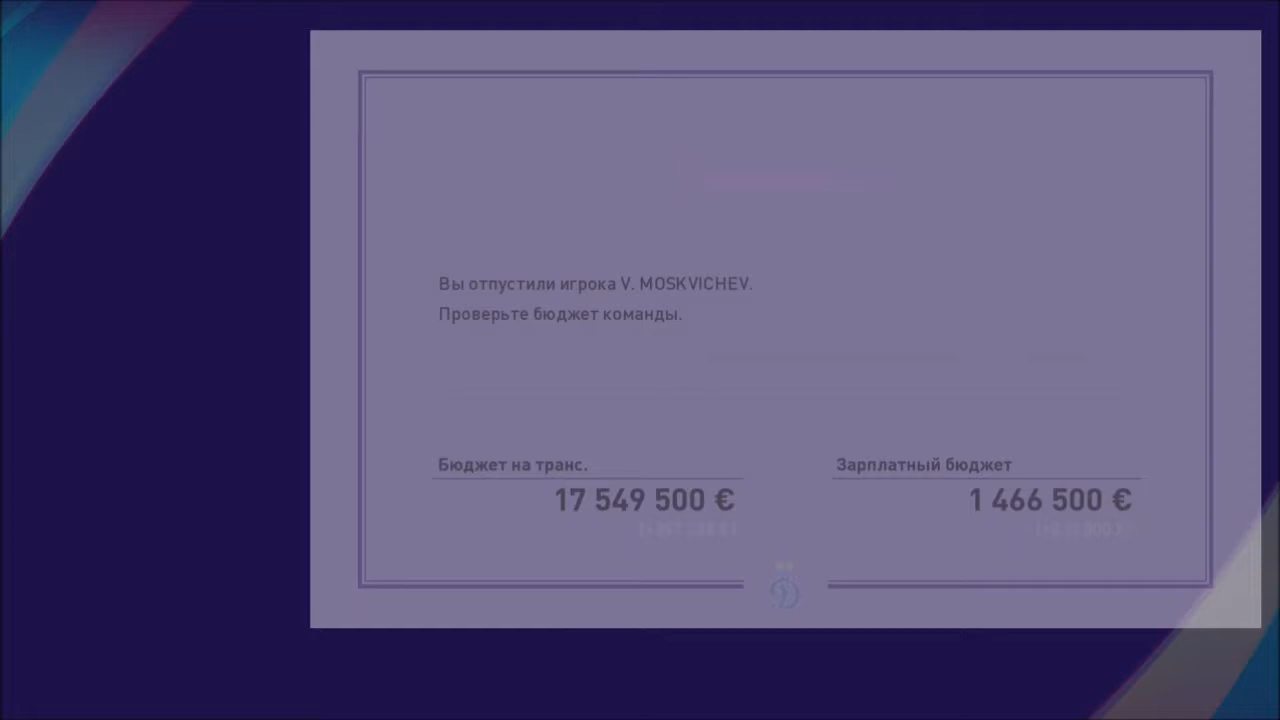 Вы отпустили игрока V. MOSKVICHEV.
Проверьте бюджет команды.
Бюджет на транс.
Зарплатный бюджет
17 549 500 €
1 466 500 €